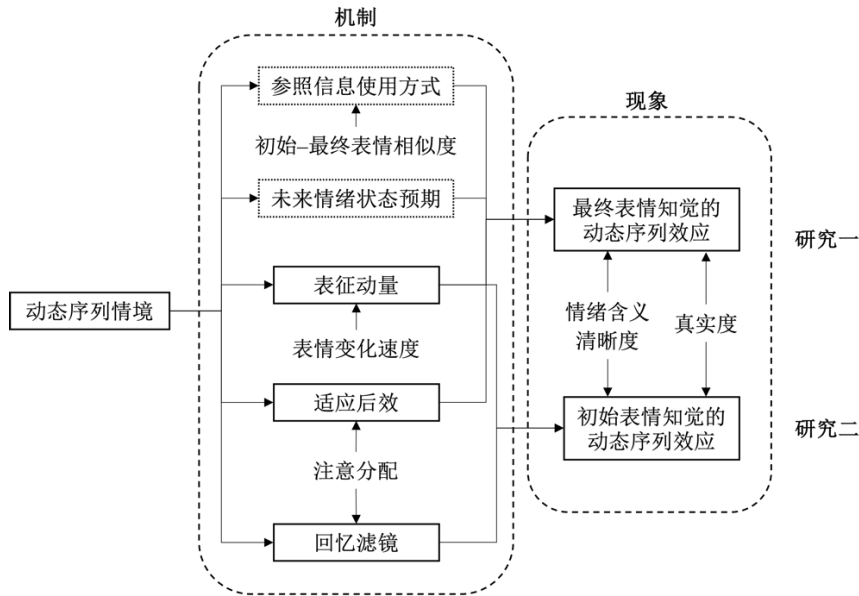 机制
参照信息使用方式
现象
初始–最终表情相似度
未来情绪状态预期
最终表情知觉的
动态序列效应
研究一
表征动量
动态序列情境
情绪含义
清晰度
真实度
表情变化速度
适应后效
初始表情知觉的
动态序列效应
研究二
注意分配
回忆滤镜